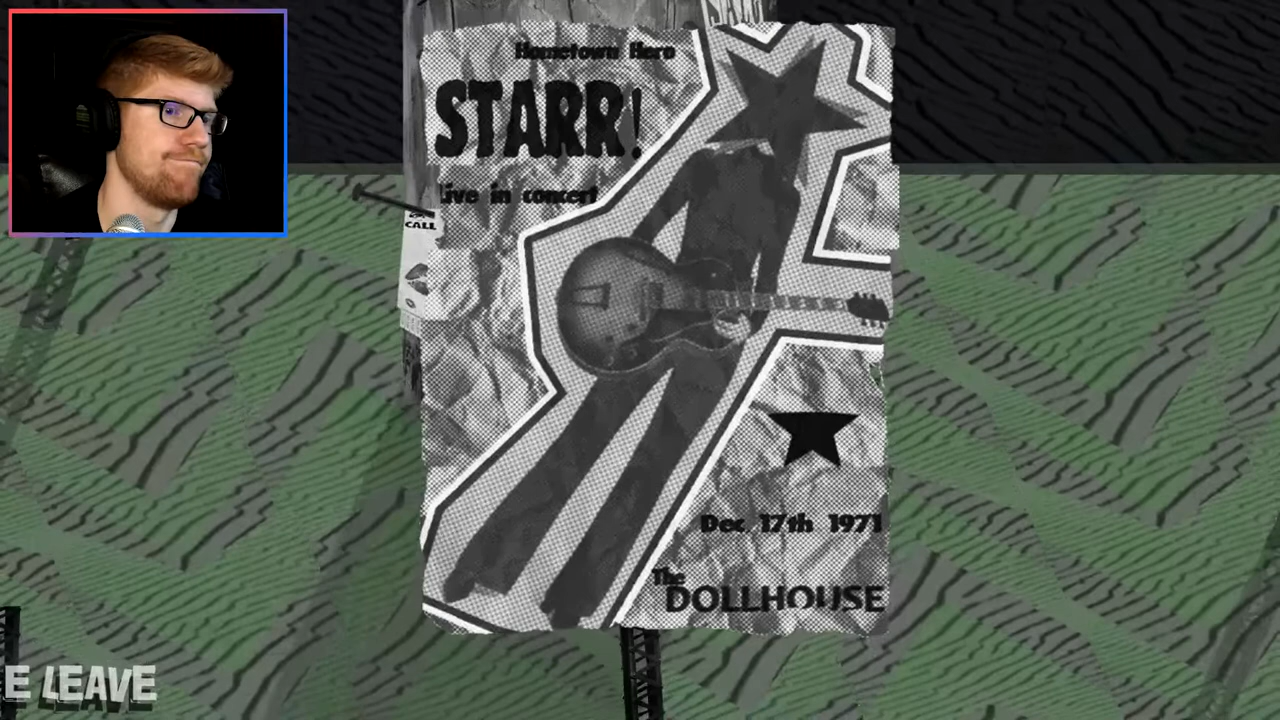 Hometown Hero
STARR!
Live in concert
CALL
Dec 17th 1971
The
DOLLHOUSE
E LEAVE